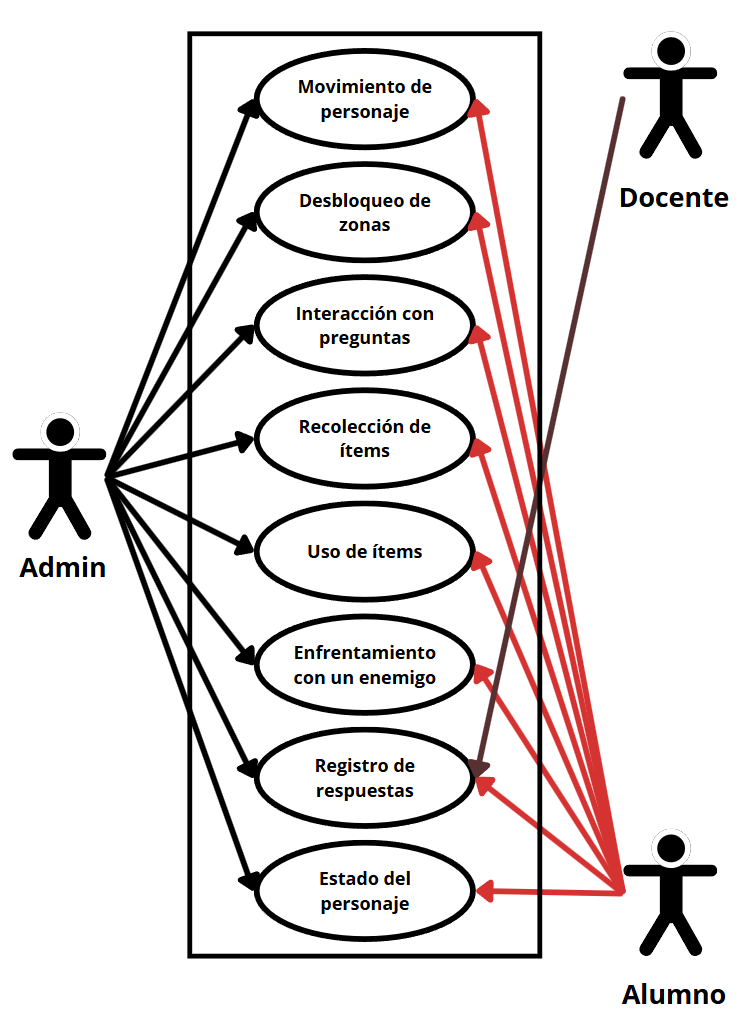 Movimiento de
personaje
Desbloqueo de
zonas
Interacción con
preguntas
Recolección de
ítems
Uso de ítems
Enfrentamiento
con un enemigo
Registro de
respuestas
Estado del
personaje
Docente
Admin
Alumno